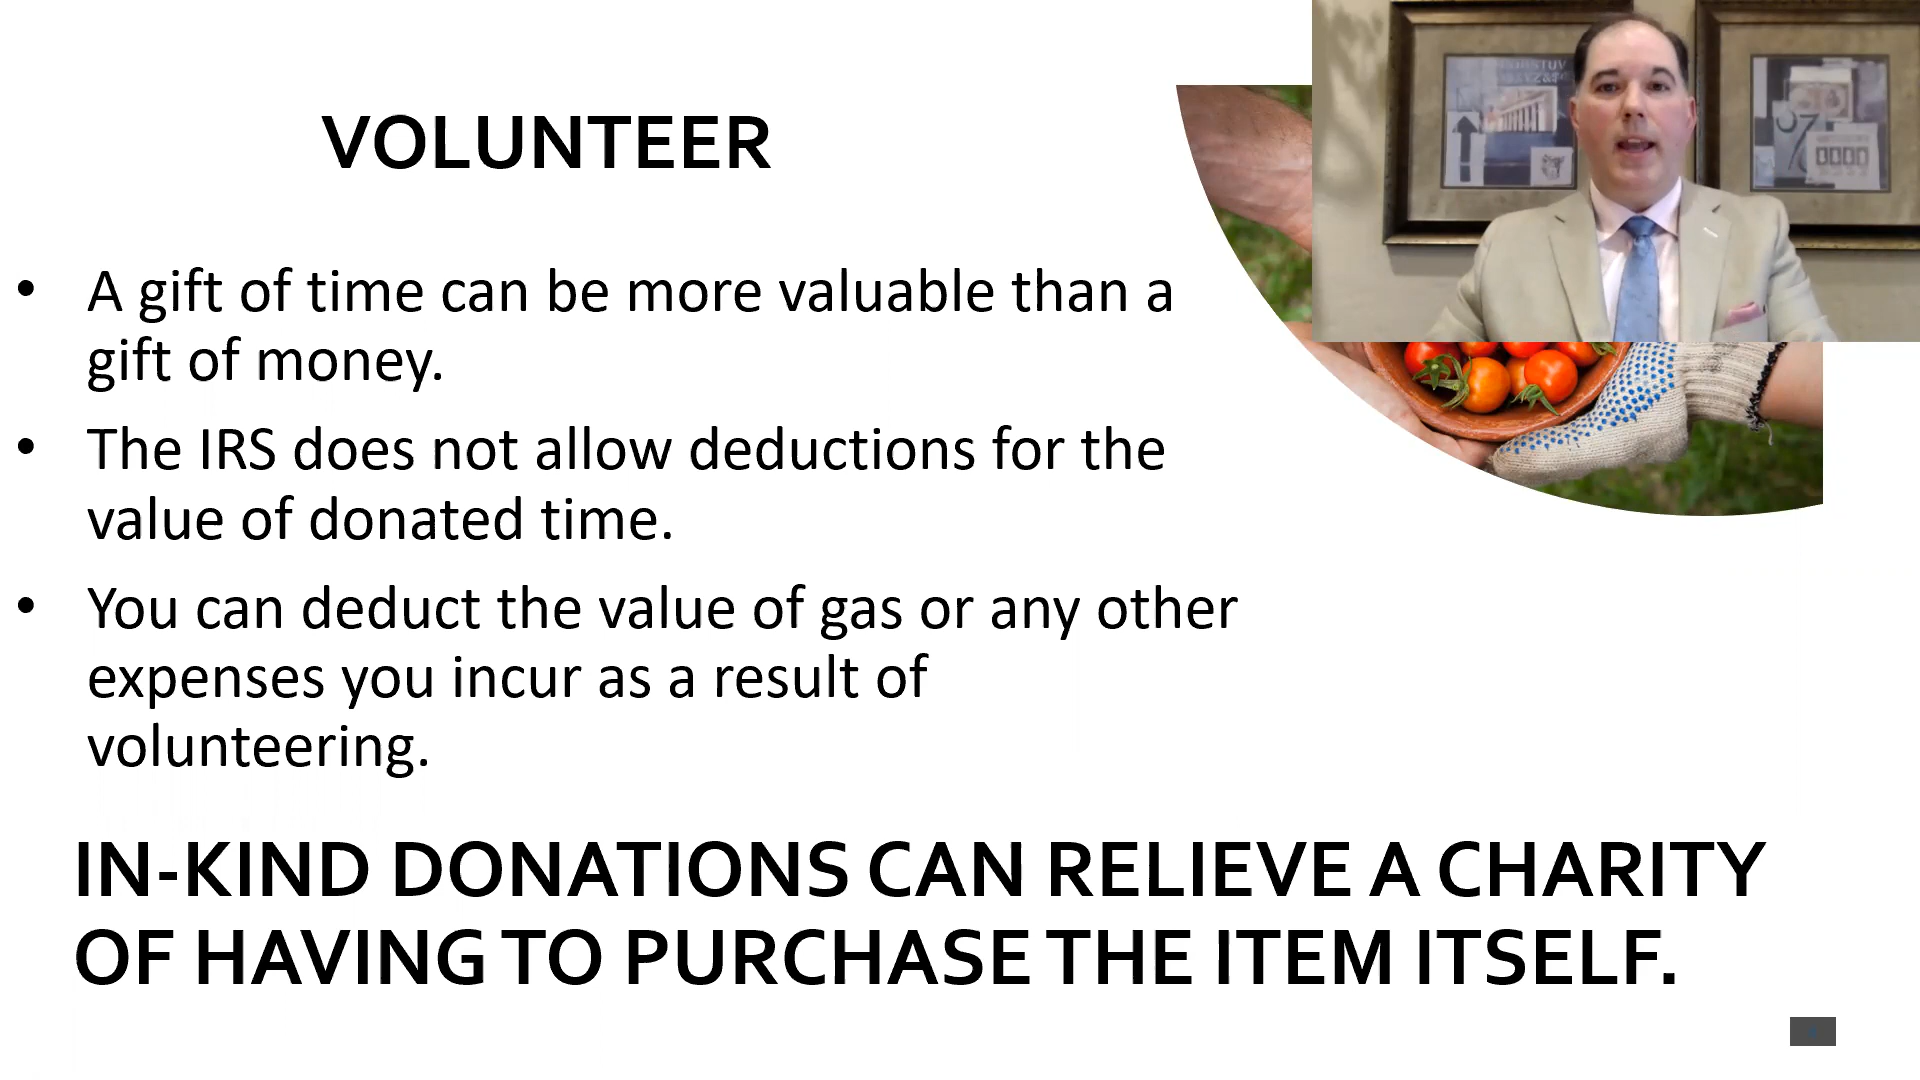 VOLUNTEER
• A gift of time can be more valuable than a
gift of money.
• The IRS does not allow deductions for the
value of donated time.
• You can deduct the value of gas or any other
expenses you incur as a result of
volunteering.
IN-KIND DONATIONS CAN RELIEVE A CHARITY
OF HAVING TO PURCHASE THE ITEM ITSELF.